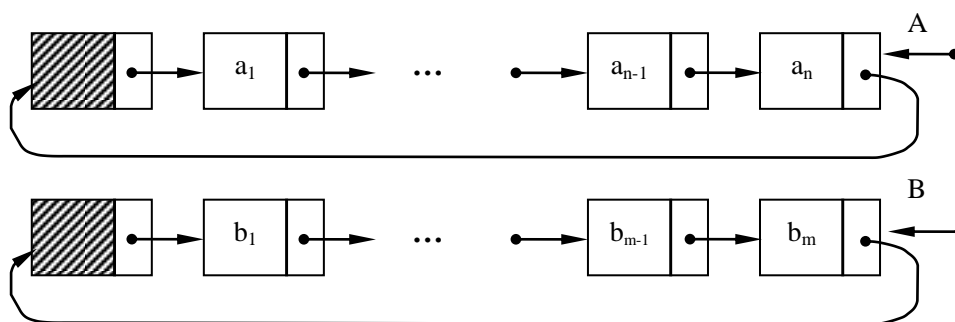 A
a₁ ... aₙ₋₁ aₙ
B
b₁ ... bₘ₋₁ bₘ